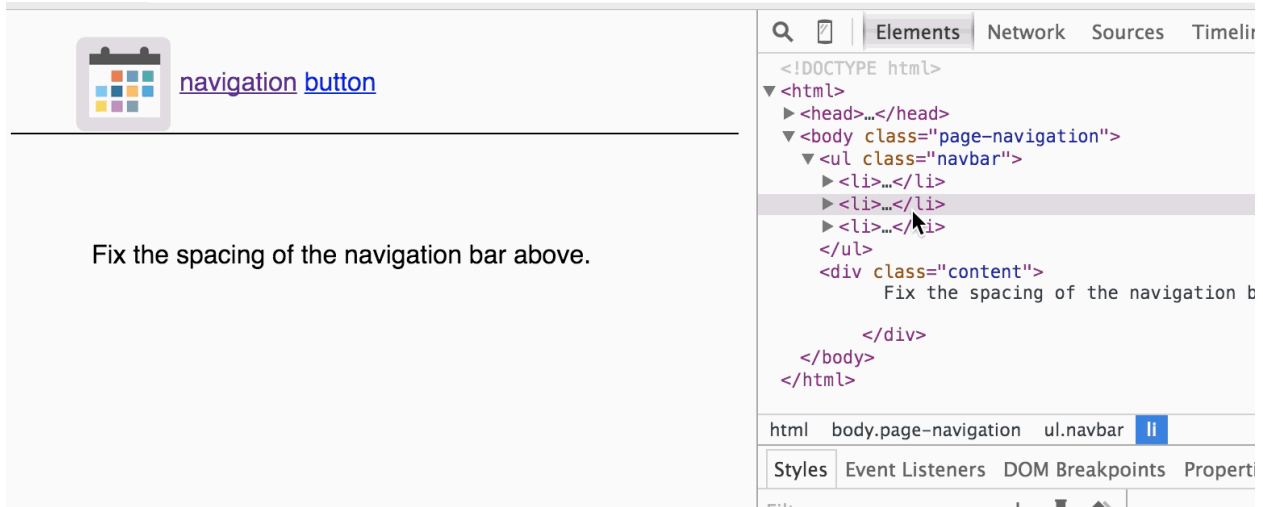 navigation button
Fix the spacing of the navigation bar above.
Elements Network Sources
<!DOCTYPE html>
▼<html>
▶<head>…</head>
▼<body class="page-navigation">
▼<ul class="navbar">
▶<li>…</li>
▶<li>…</li>
▶<li>…</li>
</ul>
<div class="content">
Fix the spacing of the navigation
</div>
</body>
</html>
html body.page-navigation ul.navbar li
Styles Event Listeners DOM Breakpoints